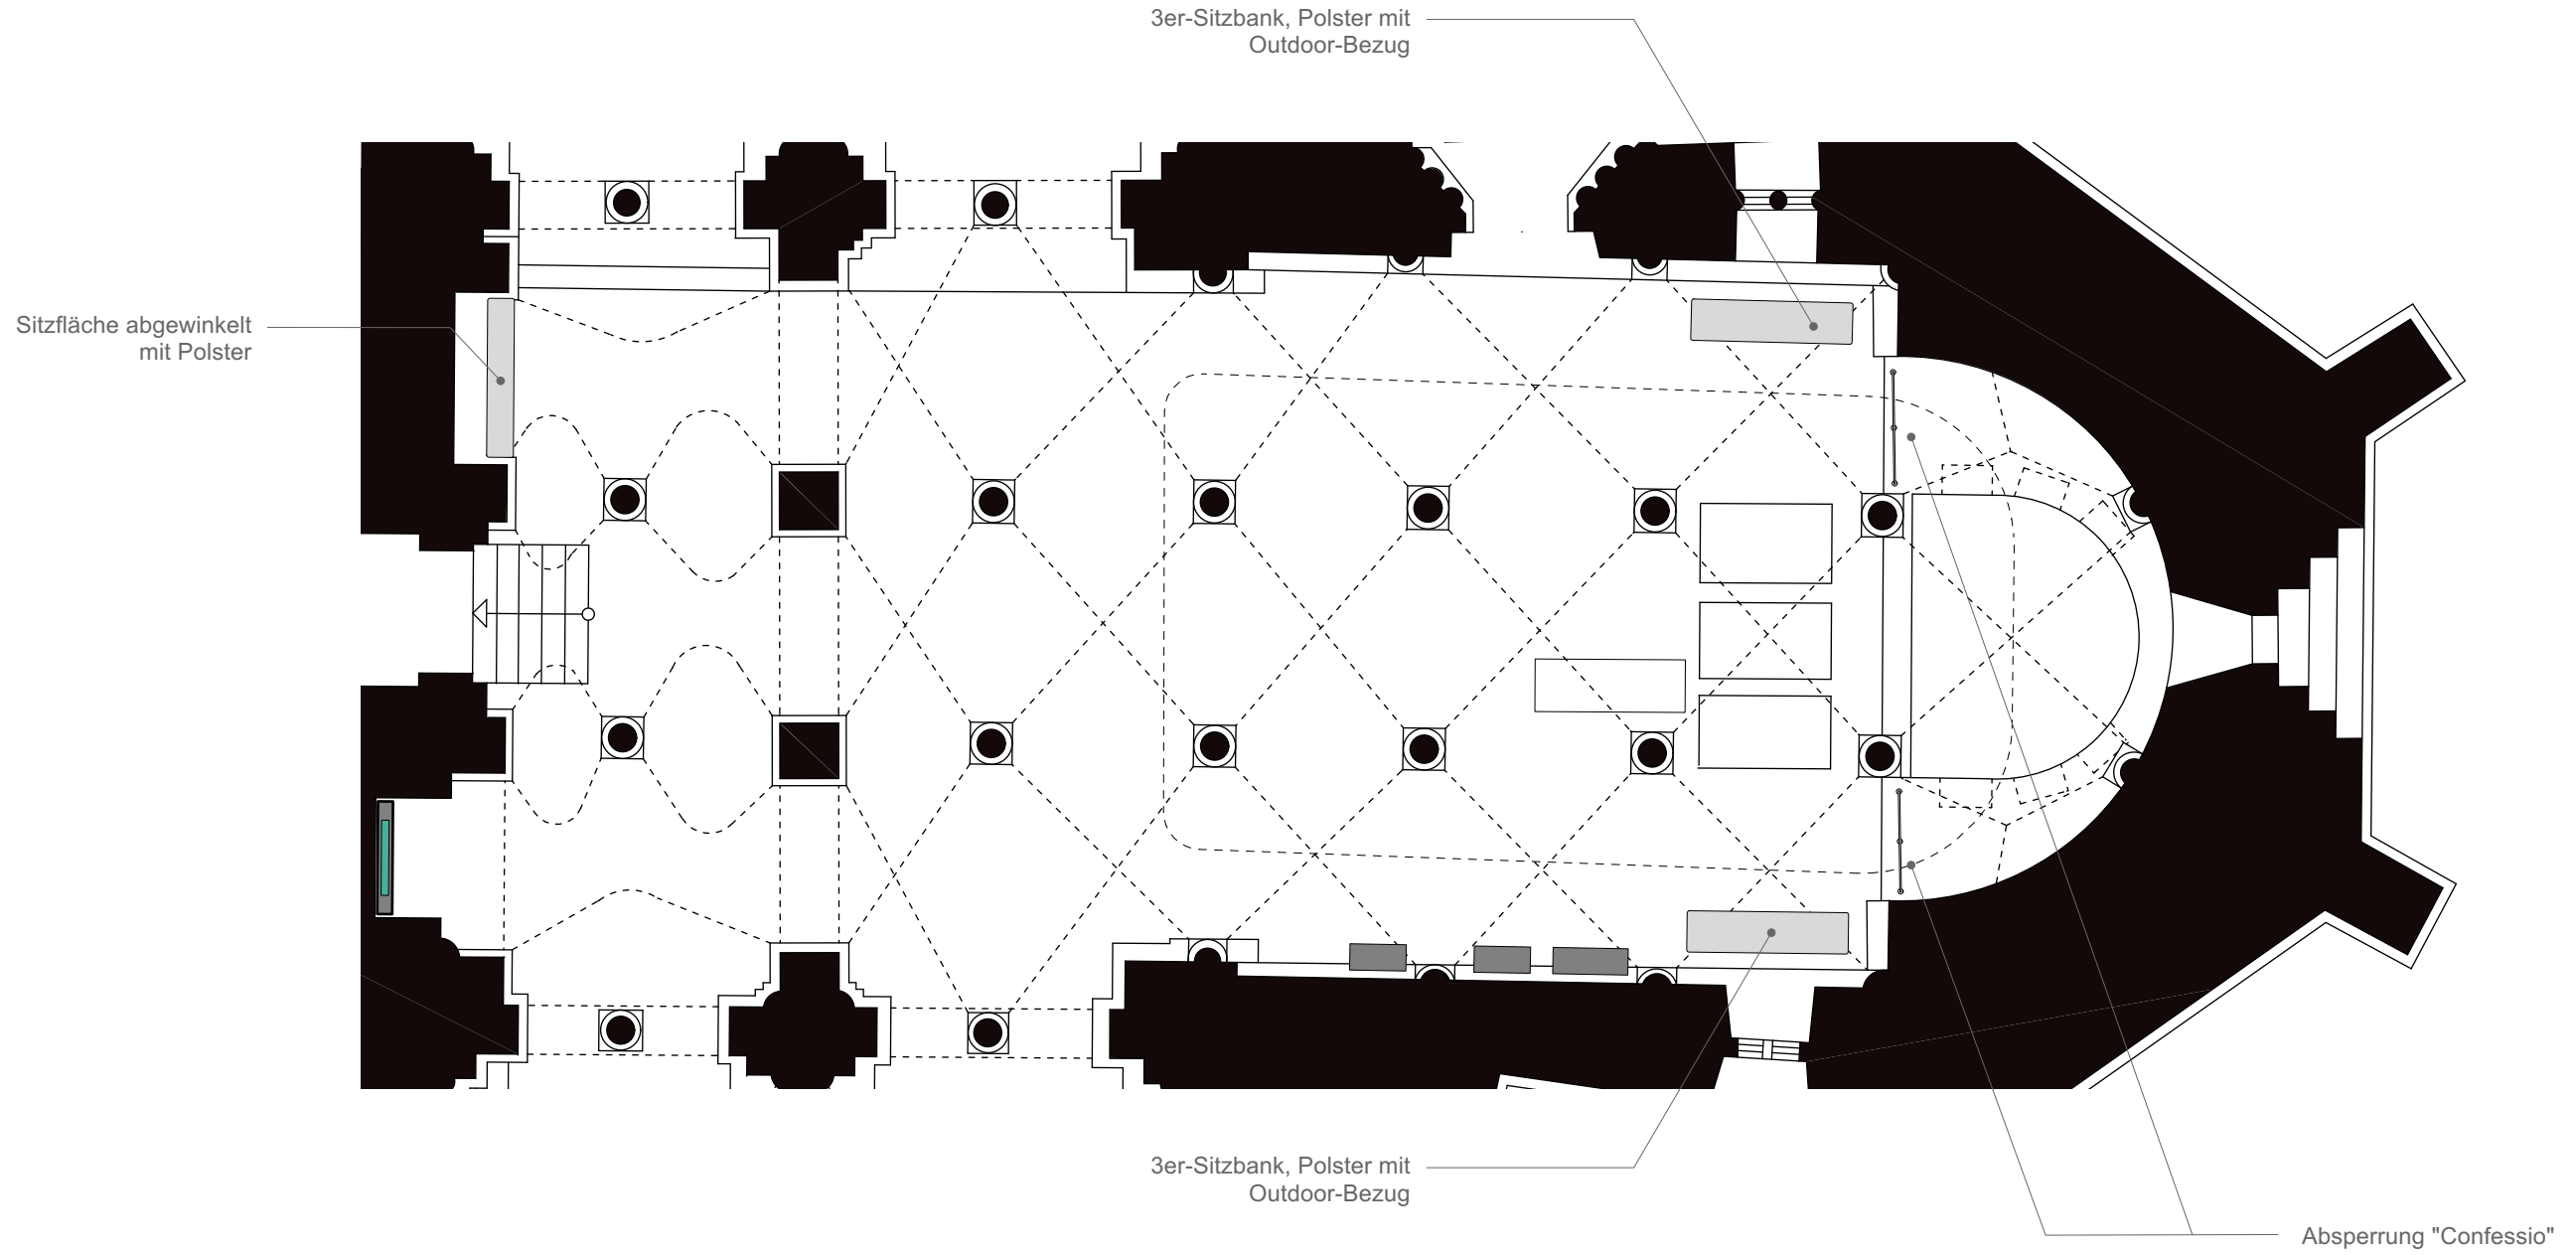 3er-Sitzbank, Polster mit
Outdoor-Bezug
Sitzfläche abgewinkelt
mit Polster
3er-Sitzbank, Polster mit
Outdoor-Bezug
Absperrung "Confessio"